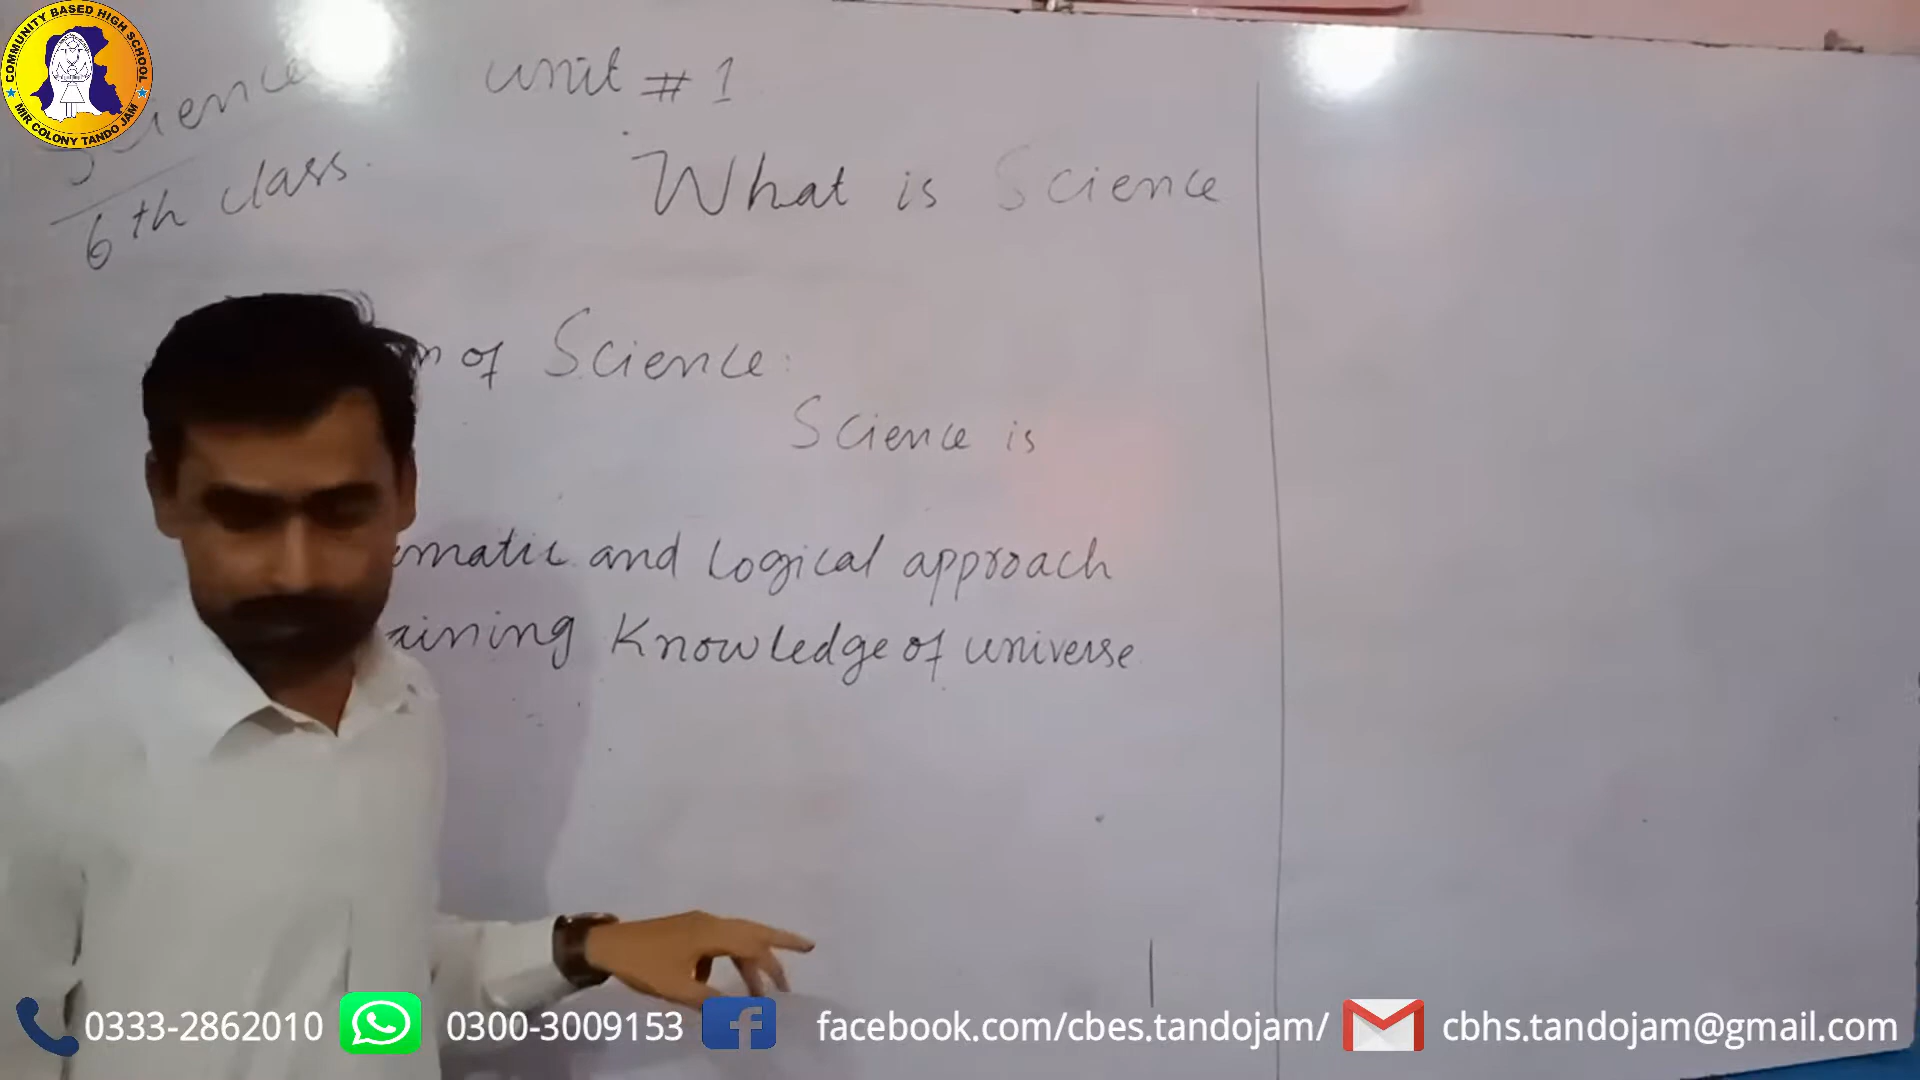 COMMUNITY BASED HIGH SCHOOL
MIR COLONY TANDO JAM
Science
6th class.
unit # 1
What is Science
of Science:
Science is
and Logical approach
Knowledge of universe
0333-2862010
0300-3009153
facebook.com/cbes.tandojam/
cbhs.tandojam@gmail.com